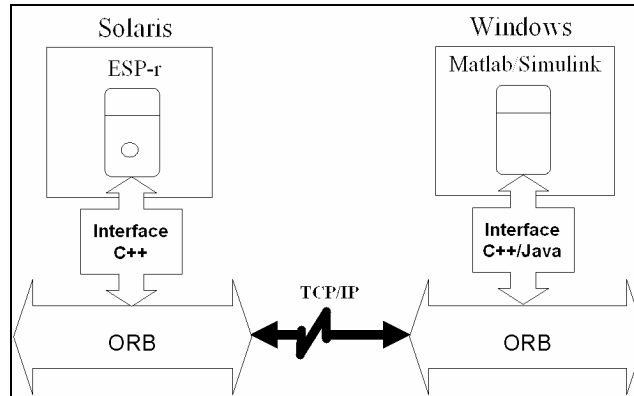 Solaris
Windows
ESP-r
Matlab/Simulink
Interface
C++
Interface
C++/Java
TCP/IP
ORB
ORB